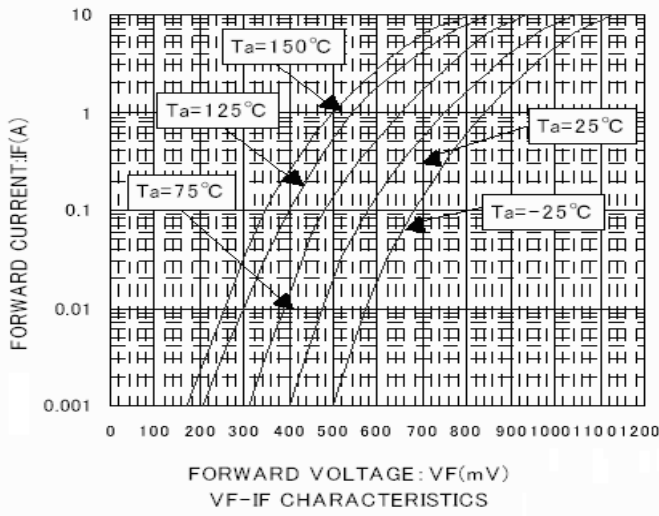 10
Ta=150℃
1
Ta=125℃
Ta=25℃
Ta=75℃
0.1
Ta=-25℃
0.01
0.001
FORWARD CURRENT:IF(A)
0 100 200 300 400 500 600 700 800 900 1000 1100 1200
FORWARD VOLTAGE: VF(mV)
VF-IF CHARACTERISTICS